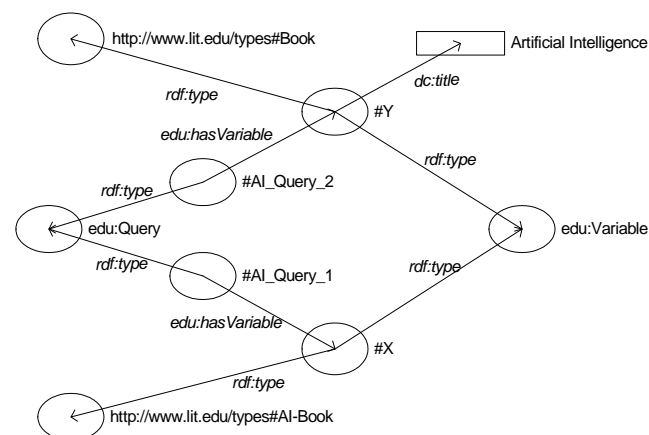 http://www.lit.edu/types#Book
Artificial Intelligence
dc:title
rdf:type
#Y
edu:hasVariable
rdf:type
rdf:type
#AI_Query_2
edu:Query
edu:Variable
rdf:type
rdf:type
#AI_Query_1
edu:hasVariable
#X
rdf:type
http://www.lit.edu/types#AI-Book